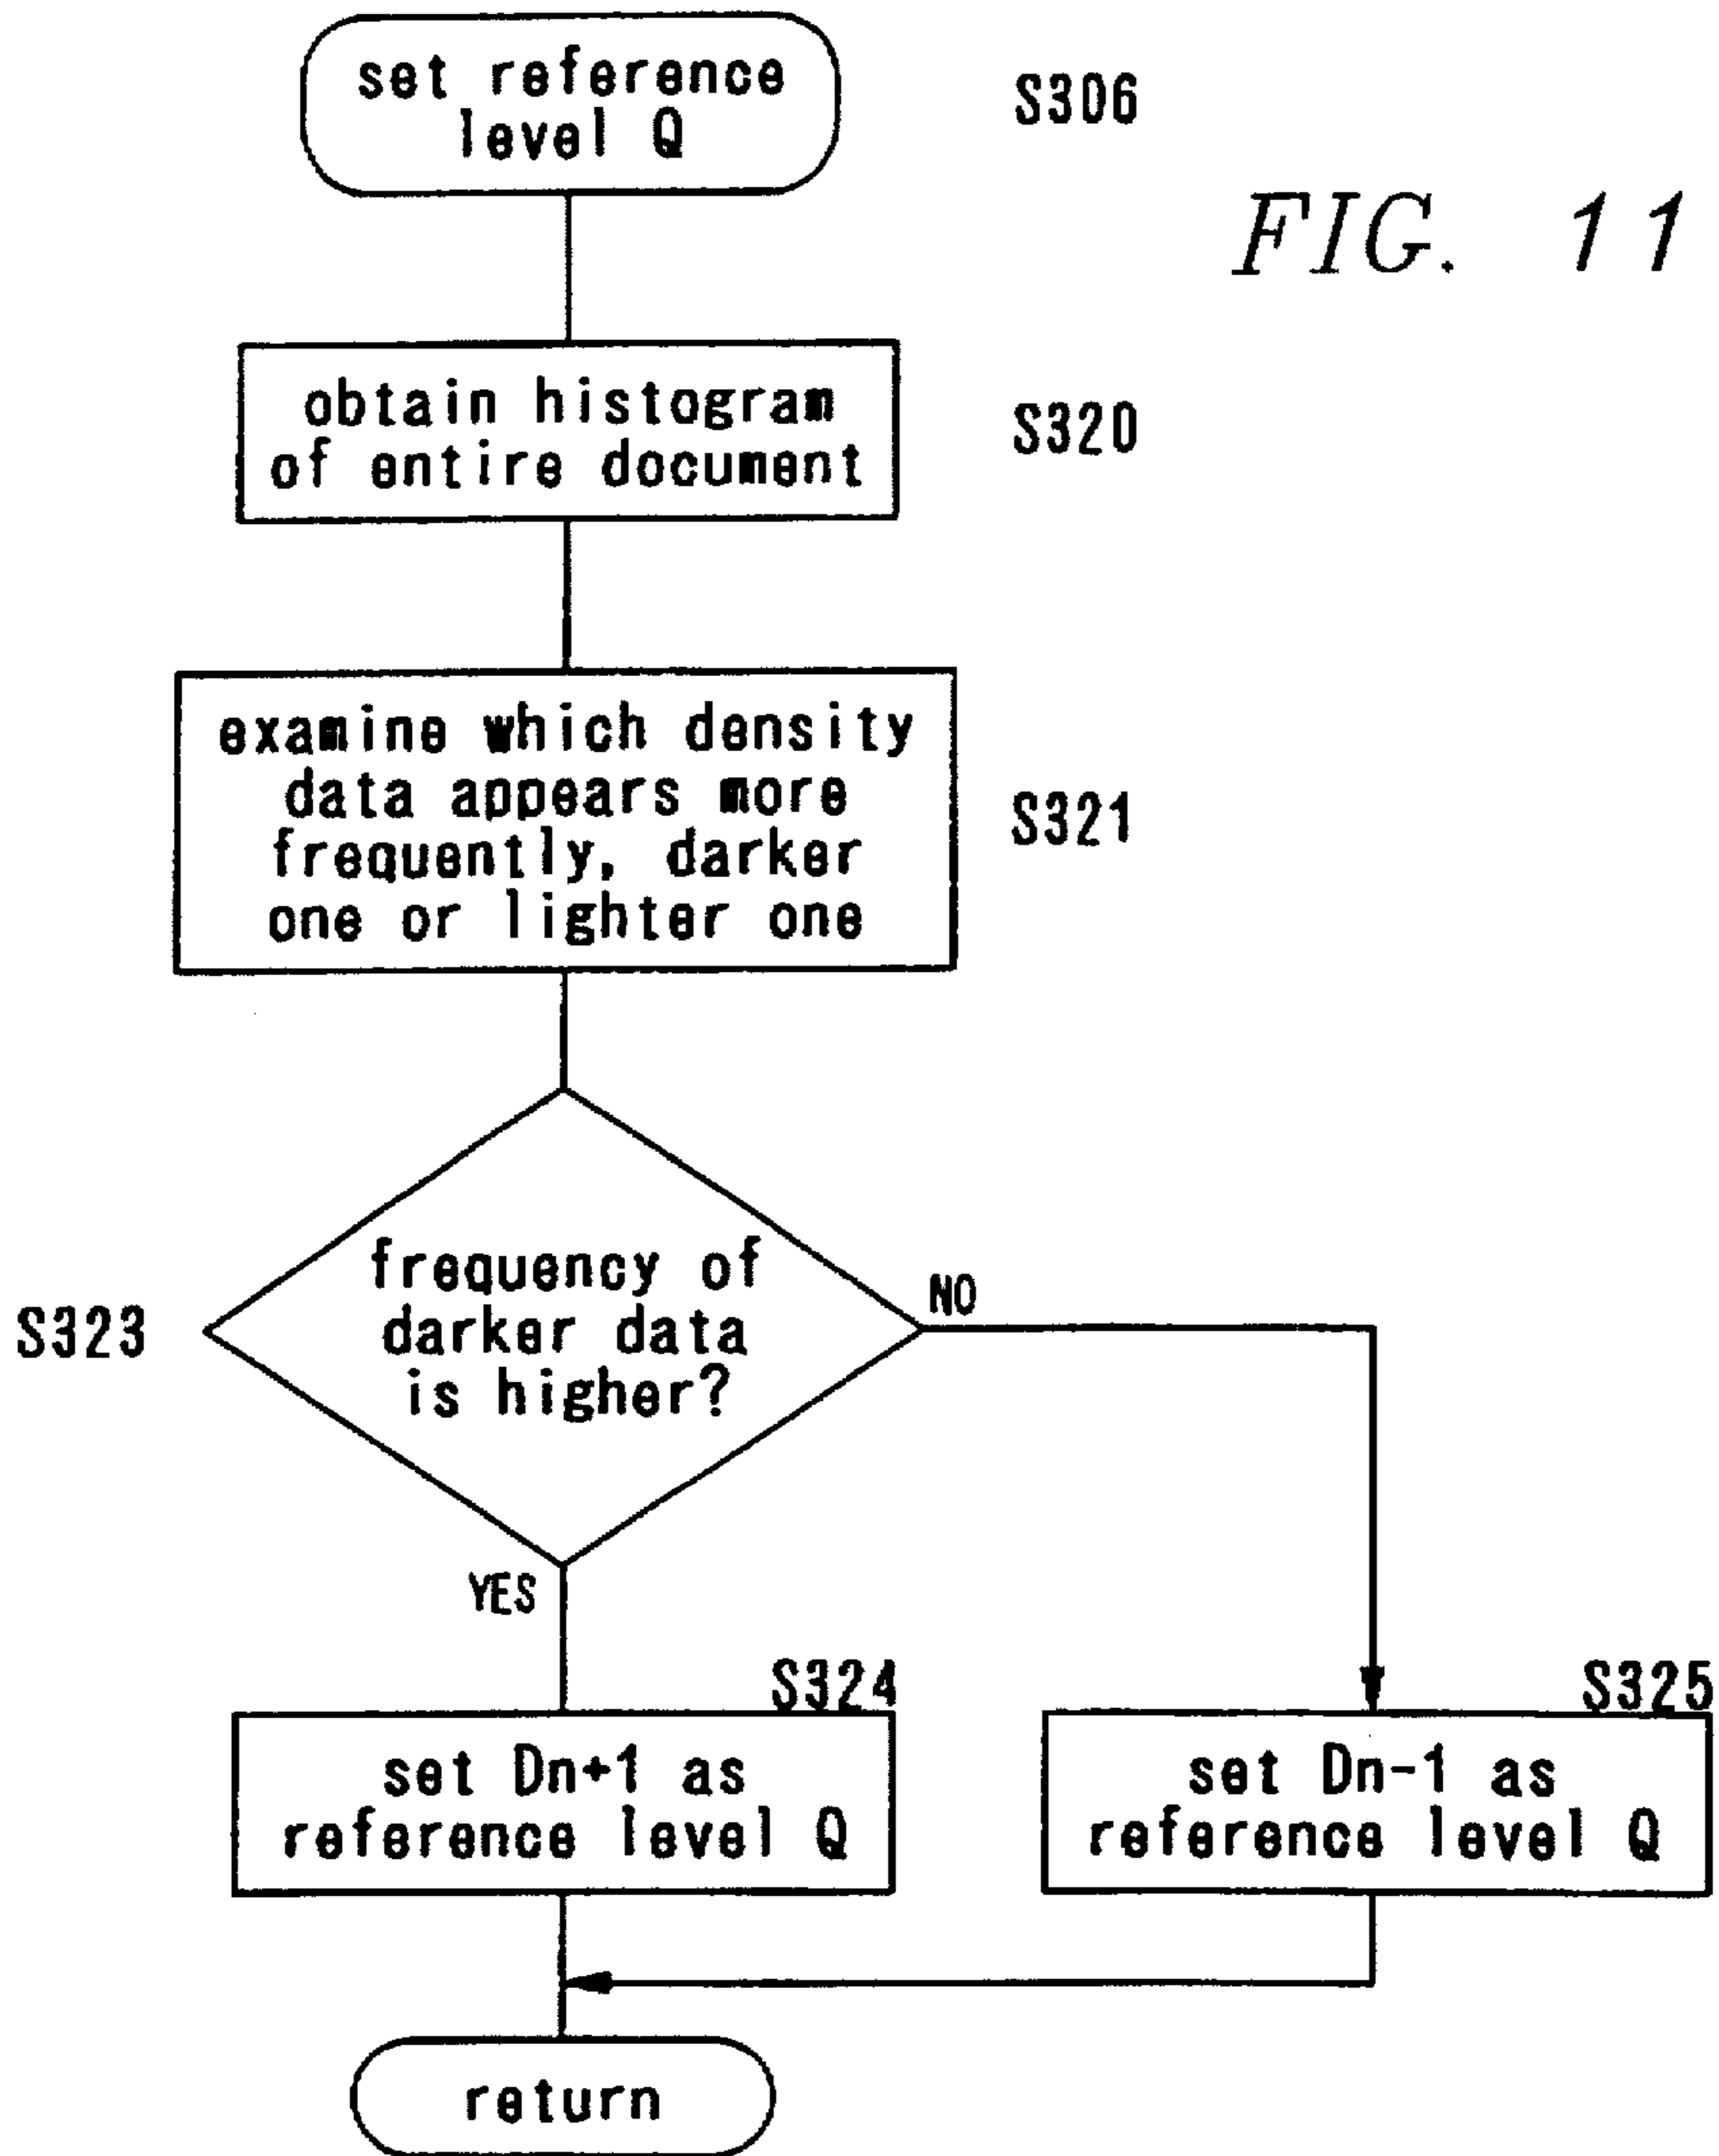 set reference
level Q
S306
FIG. 11
obtain histogram
of entire document
S320
examine which density
data appears more
frequently, darker
one or lighter one
S321
frequency of
darker data
is higher?
S323
NO
YES
S324
set Dn+1 as
reference level Q
S325
set Dn-1 as
reference level Q
return